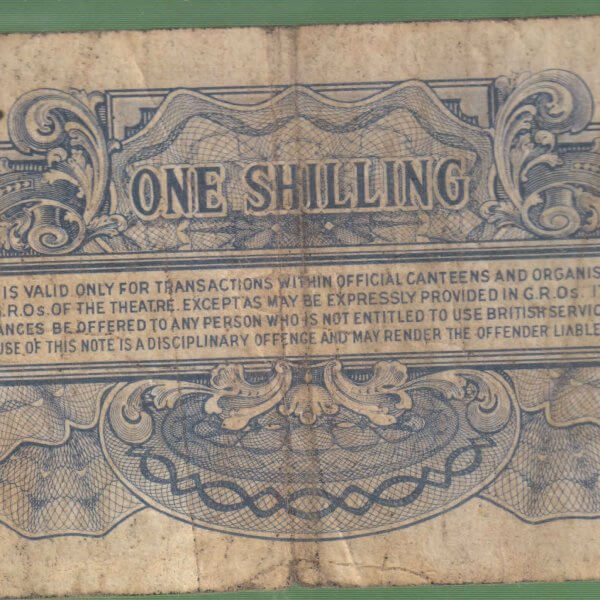 ONE SHILLING
IS VALID ONLY FOR TRANSACTIONS WITHIN OFFICIAL CANTEENS AND ORGANIS
.R.Os. OF THE THEATRE. EXCEPT AS MAY BE EXPRESSLY PROVIDED IN G.R.Os. IT
ANCES BE OFFERED TO ANY PERSON WHO IS NOT ENTITLED TO USE BRITISH SERVIC
USE OF THIS NOTE IS A DISCIPLINARY OFFENCE AND MAY RENDER THE OFFENDER LIABLE